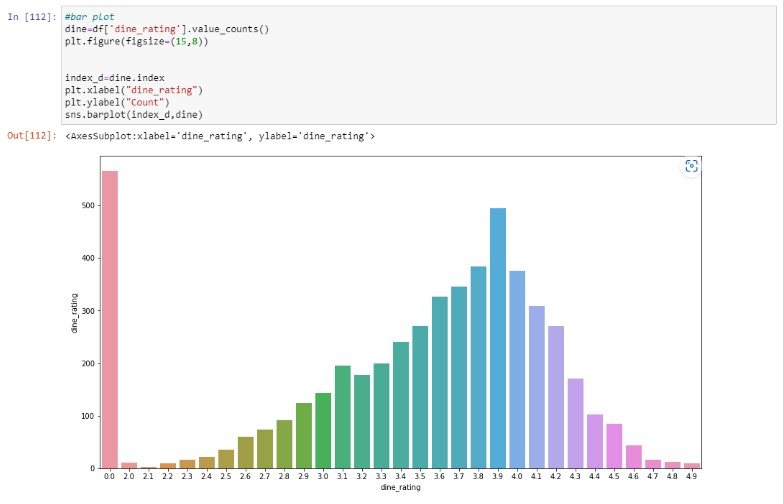 In [112]: #bar plot
dine=df['dine_rating'].value_counts()
plt.figure(figsize=(15,8))
index_d=dine.index
plt.xlabel("dine_rating")
plt.ylabel("Count")
sns.barplot(index_d,dine)
Out[112]: <AxesSubplot:xlabel='dine_rating', ylabel='dine_rating'>
500
400
300
200
100
0
dine_rating
0.0 2.0 2.1 2.2 2.3 2.4 2.5 2.6 2.7 2.8 2.9 3.0 3.1 3.2 3.3 3.4 3.5 3.6 3.7 3.8 3.9 4.0 4.1 4.2 4.3 4.4 4.5 4.6 4.7 4.8 4.9
dine_rating